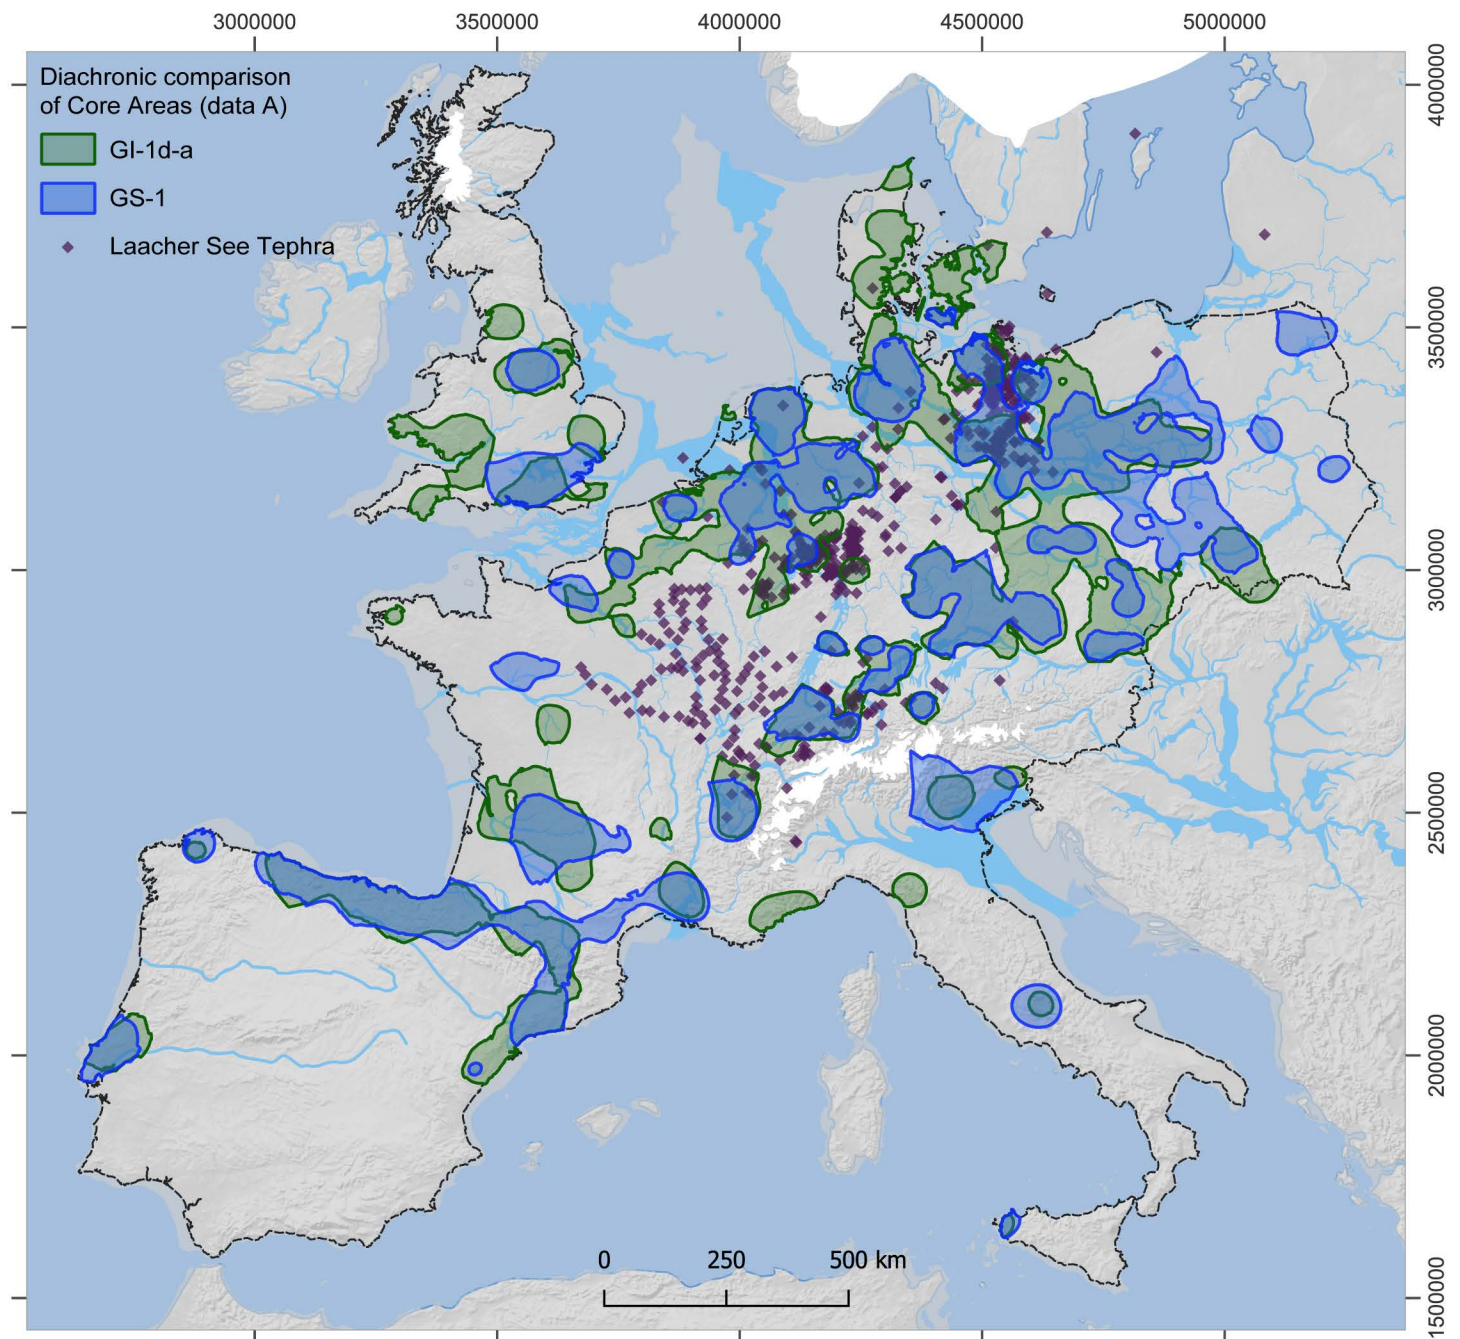 3000000 3500000 4000000 4500000 5000000
Diachronic comparison
of Core Areas (data A)
GI-1d-a
GS-1
Laacher See Tephra
4000000
3500000
3000000
2500000
2000000
1500000
0 250 500 km